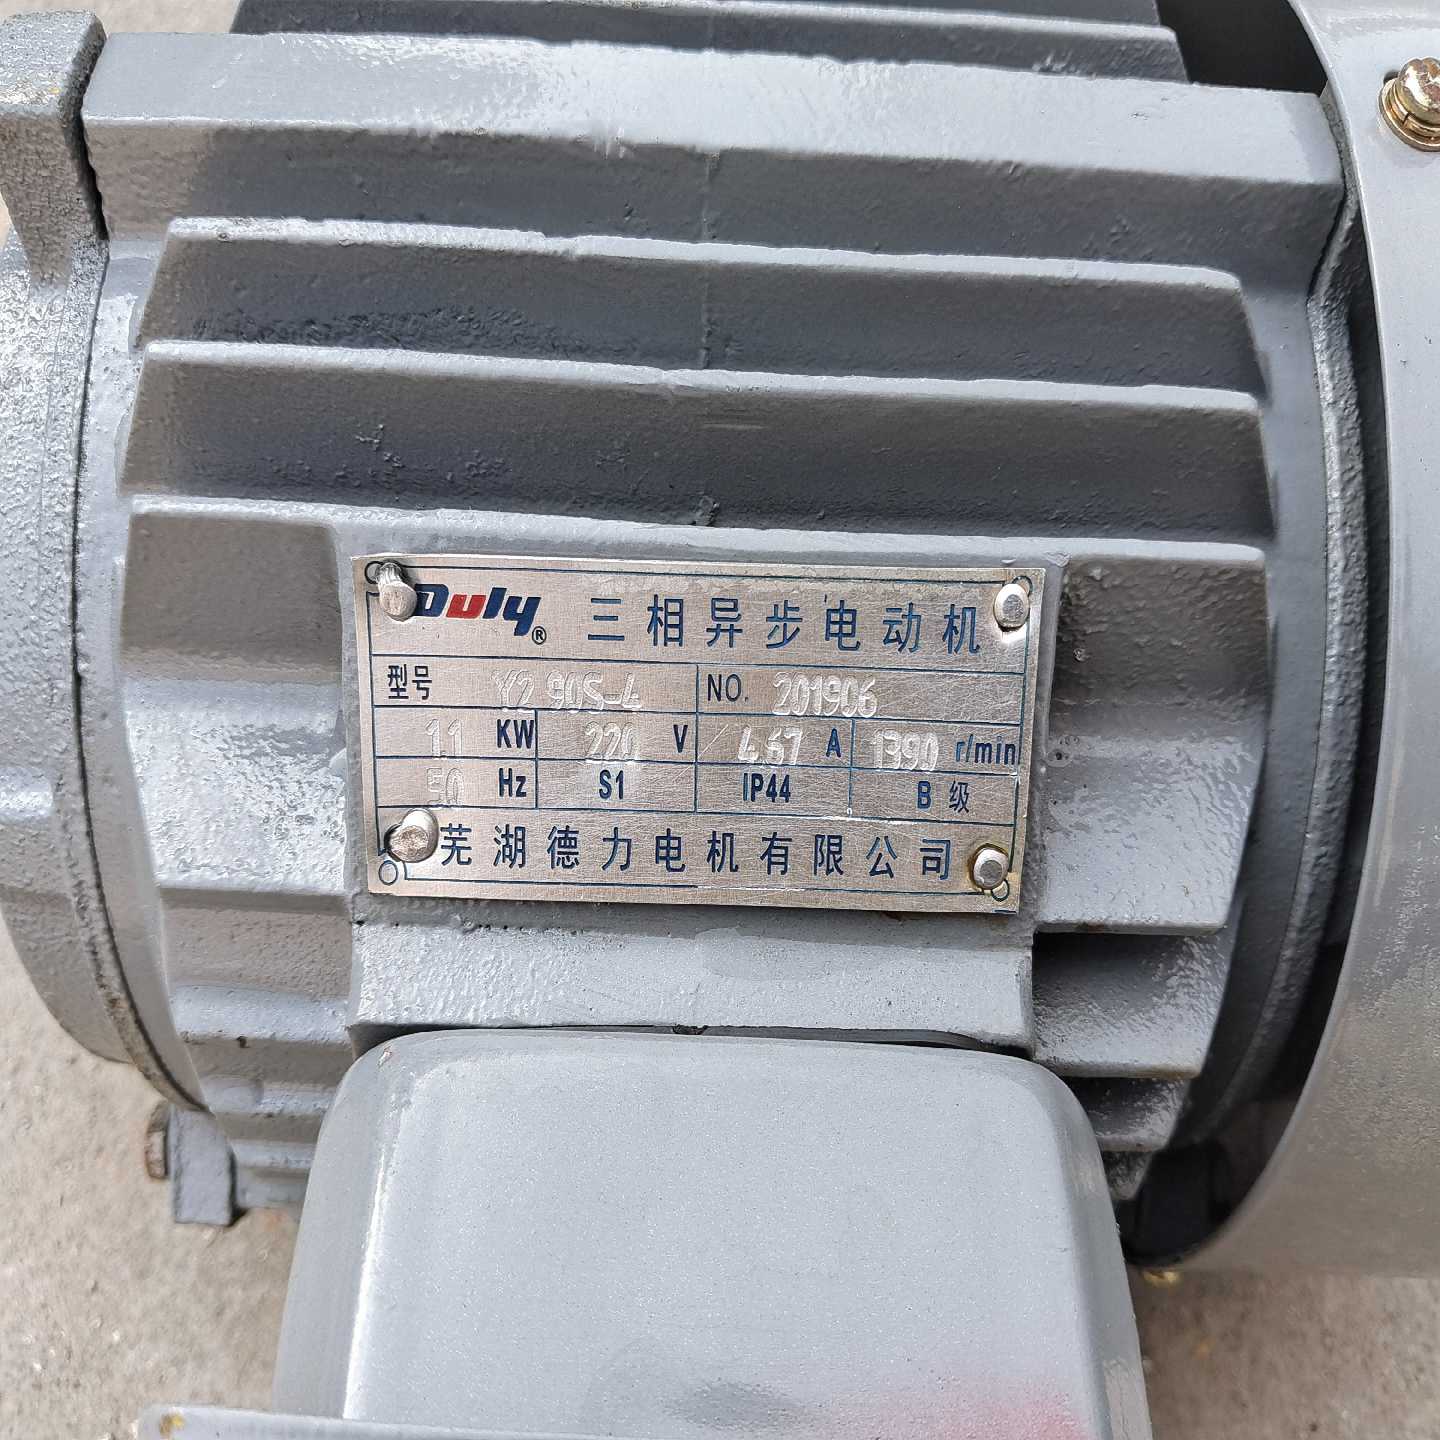 Duly® 三相异步电动机
型号 Y2 90S-4 NO. 201906
1.1 KW 220 V 4.67 A 1390 r/min
50 Hz S1 IP44 B 级
芜湖德力电机有限公司